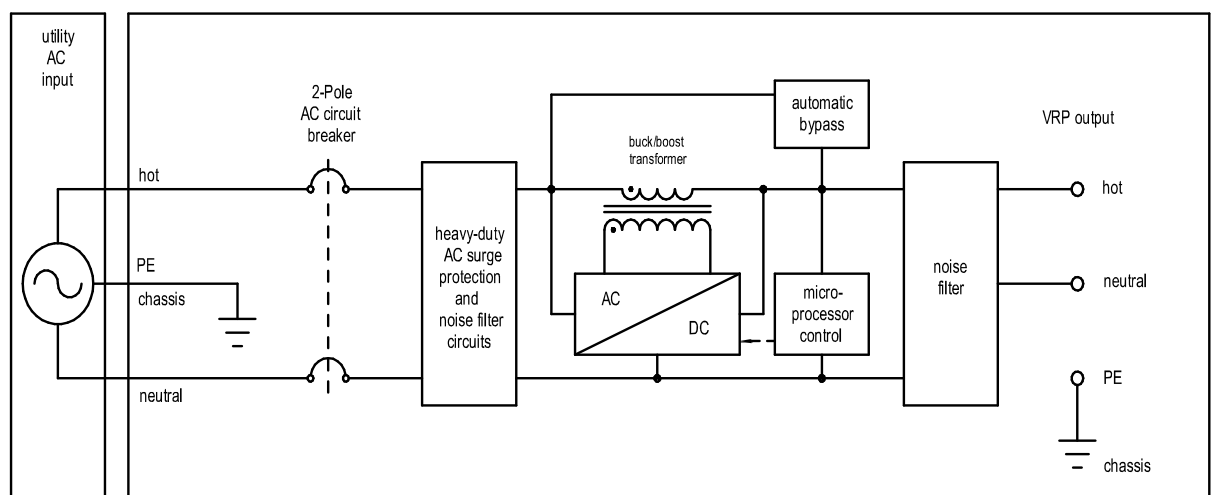 utility
AC
input
2-Pole
AC circuit
breaker
hot
PE
chassis
neutral
heavy-duty
AC surge
protection
and
noise filter
circuits
buck/boost
transformer
AC
DC
automatic
bypass
micro-
processor
control
noise
filter
VRP output
hot
neutral
PE
chassis